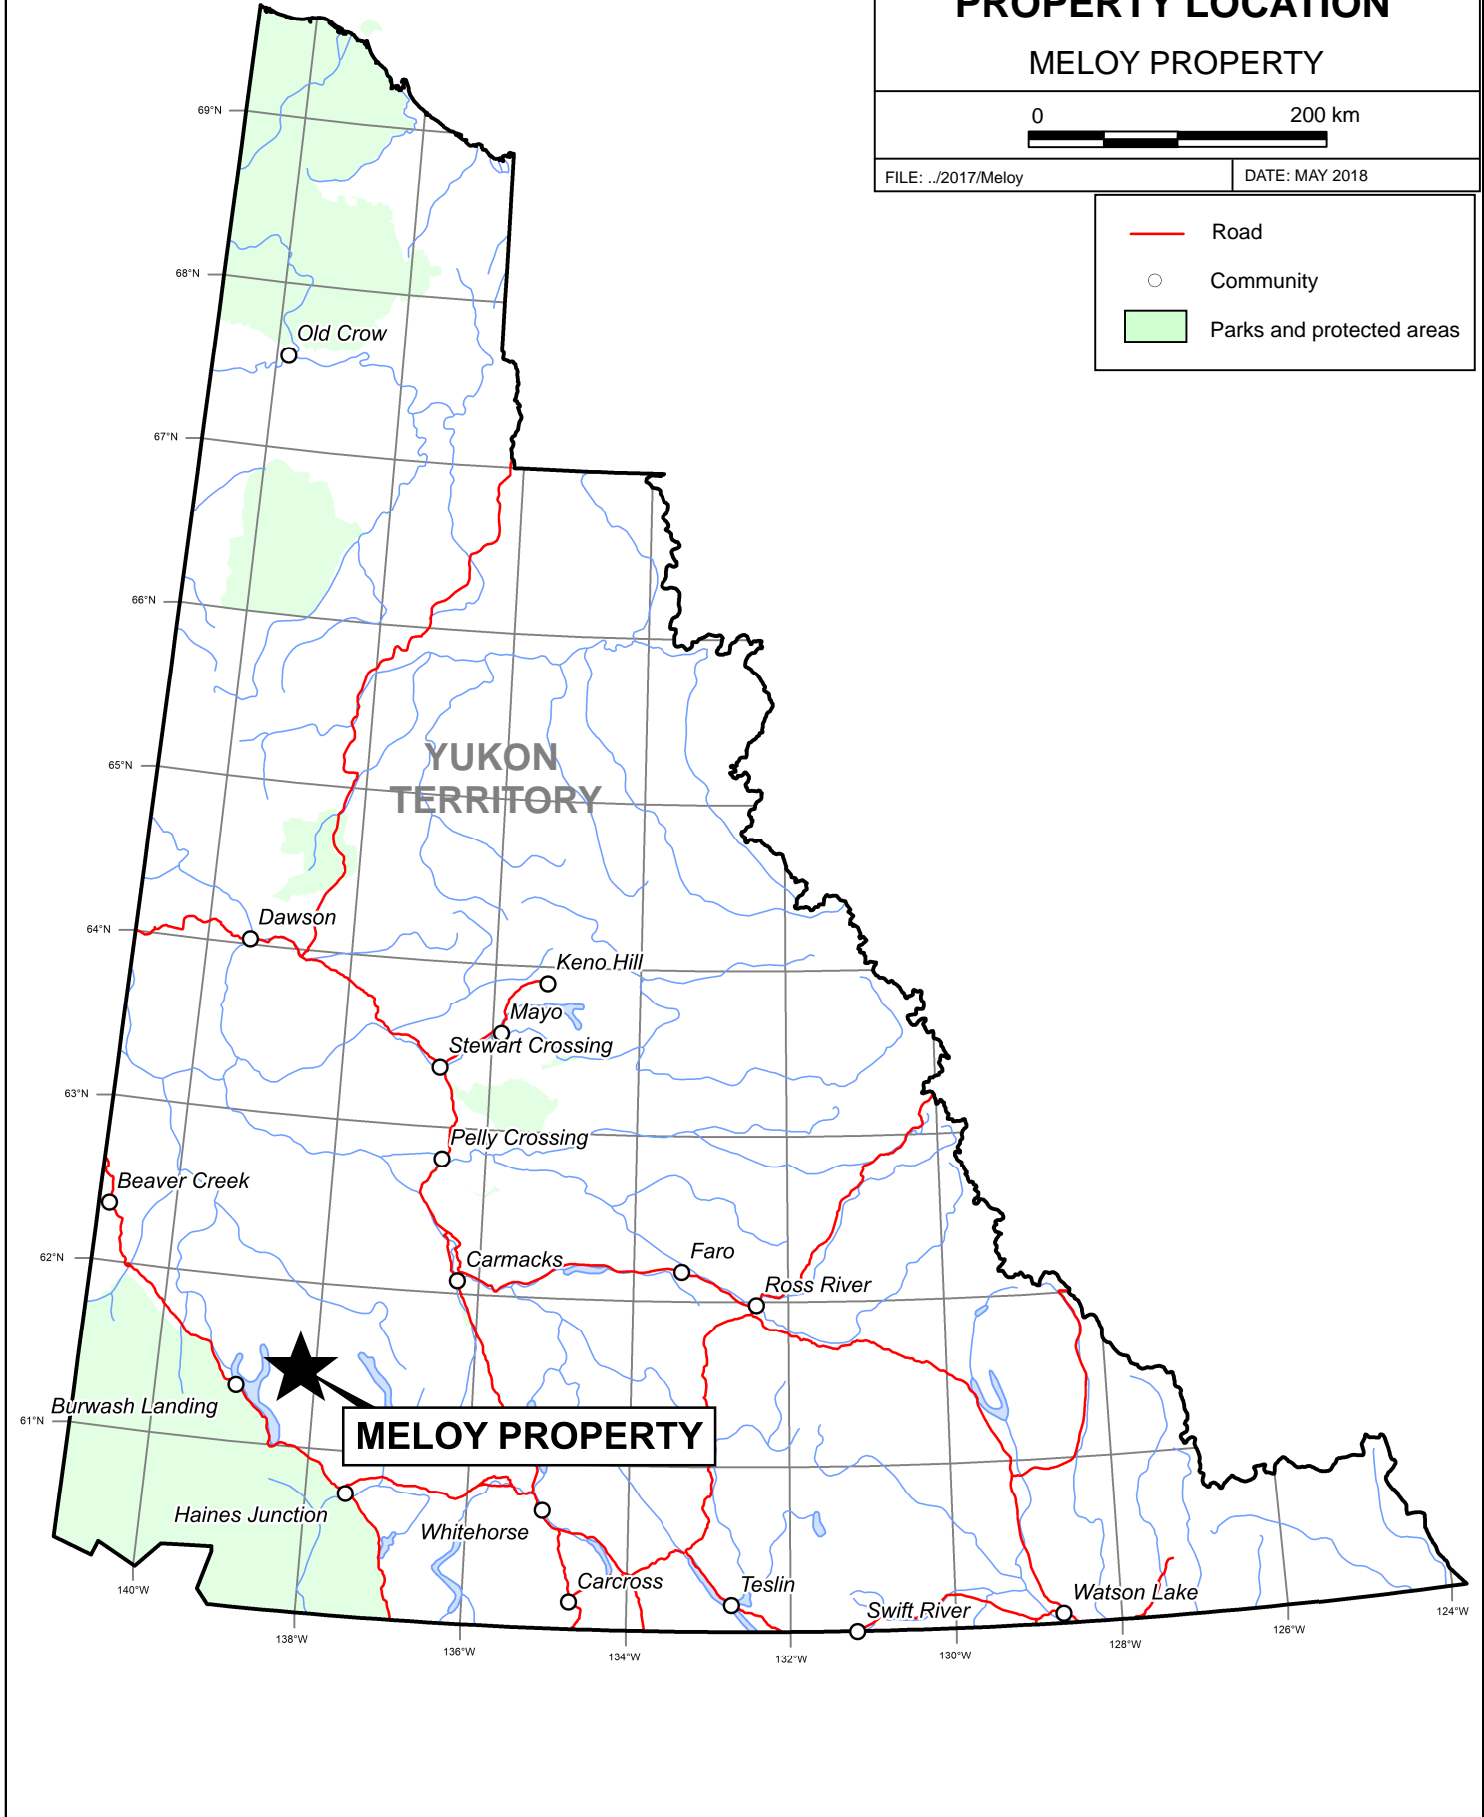 PROPERTY LOCATION
MELOY PROPERTY
0 200 km
FILE: ../2017/Meloy DATE: MAY 2018
Road
Community
Parks and protected areas
69°N
68°N
Old Crow
67°N
66°N
65°N
YUKON
TERRITORY
Dawson
64°N
Keno Hill
Mayo
Stewart Crossing
63°N
Pelly Crossing
Beaver Creek
62°N
Carmacks
Faro
Ross River
Burwash Landing
61°N
MELOY PROPERTY
Haines Junction
Whitehorse
Carcross
Teslin
Swift River
Watson Lake
140°W
138°W
136°W
134°W
132°W
130°W
128°W
126°W
124°W